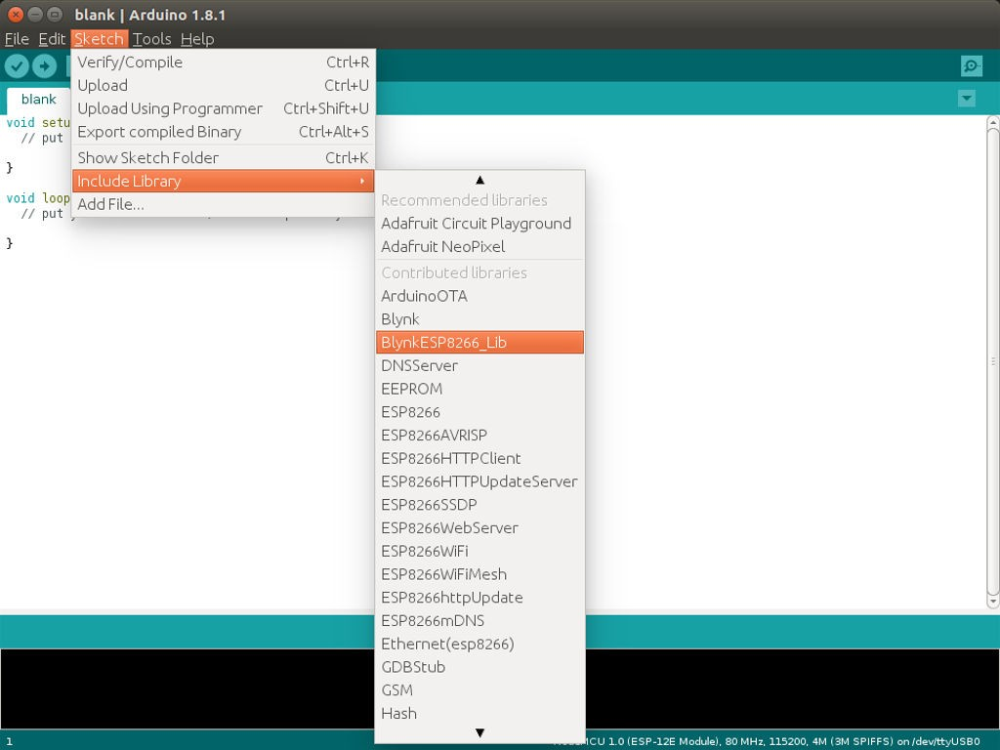 blank | Arduino 1.8.1
File Edit Sketch Tools Help
Verify/Compile Ctrl+R
Upload Ctrl+U
Upload Using Programmer Ctrl+Shift+U
Export compiled Binary Ctrl+Alt+S
Show Sketch Folder Ctrl+K
Include Library
Add File...
blank
void setu
// put
}
void loop
// put
}
Recommended libraries
Adafruit Circuit Playground
Adafruit NeoPixel
Contributed libraries
ArduinoOTA
Blynk
BlynkESP8266_Lib
DNSServer
EEPROM
ESP8266
ESP8266AVRISP
ESP8266HTTPClient
ESP8266HTTPUpdateServer
ESP8266SSDP
ESP8266WebServer
ESP8266WiFi
ESP8266WiFiMesh
ESP8266httpUpdate
ESP8266mDNS
Ethernet(esp8266)
GDBStub
GSM
Hash
1
1.0 (ESP-12E Module), 80 MHz, 115200, 4M (3M SPIFFS) on /dev/ttyUSB0